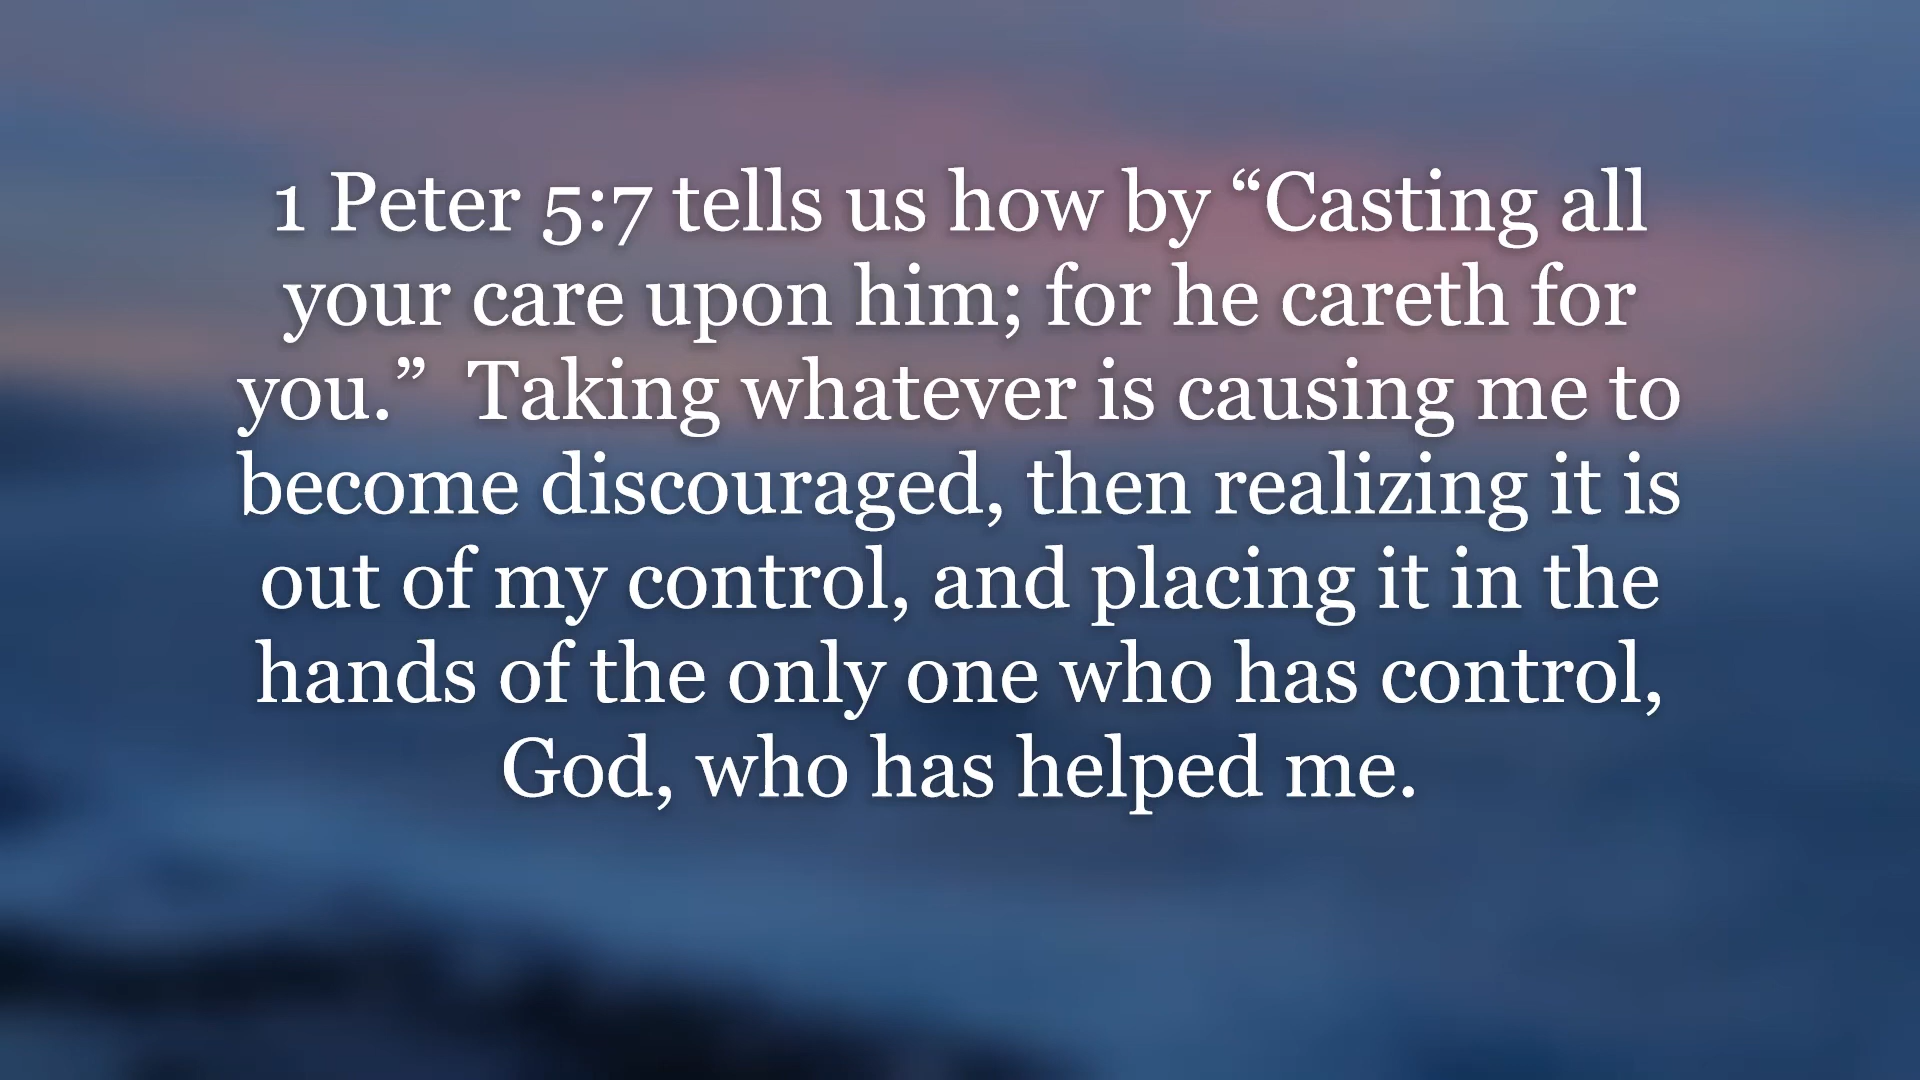 1 Peter 5:7 tells us how by “Casting all
your care upon him; for he careth for
you.”  Taking whatever is causing me to
become discouraged, then realizing it is
out of my control, and placing it in the
hands of the only one who has control,
God, who has helped me.